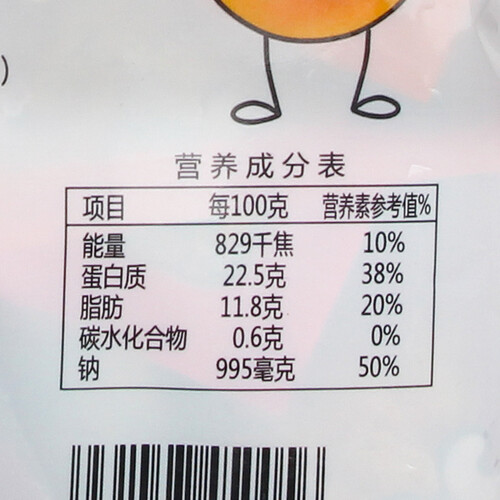 )
营养成分表
项目 每100克 营养素参考值%
能量 829千焦 10%
蛋白质 22.5克 38%
脂肪 11.8克 20%
碳水化合物 0.6克 0%
钠 995毫克 50%